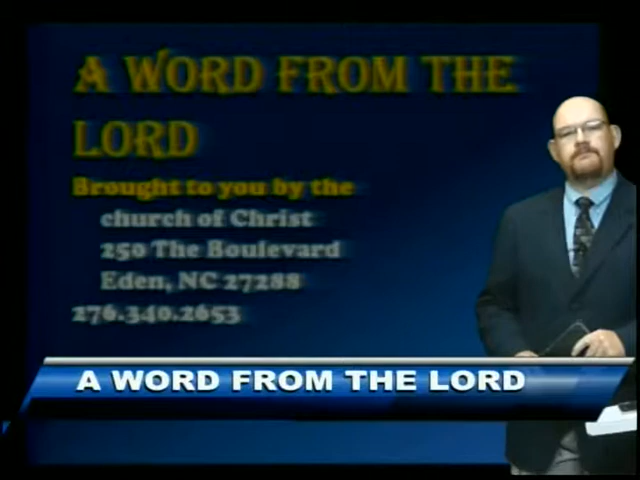 A WORD FROM THE
LORD
Brought to you by the
church of Christ
250 The Boulevard
Eden, NC 27288
276.340.2653
A WORD FROM THE LORD